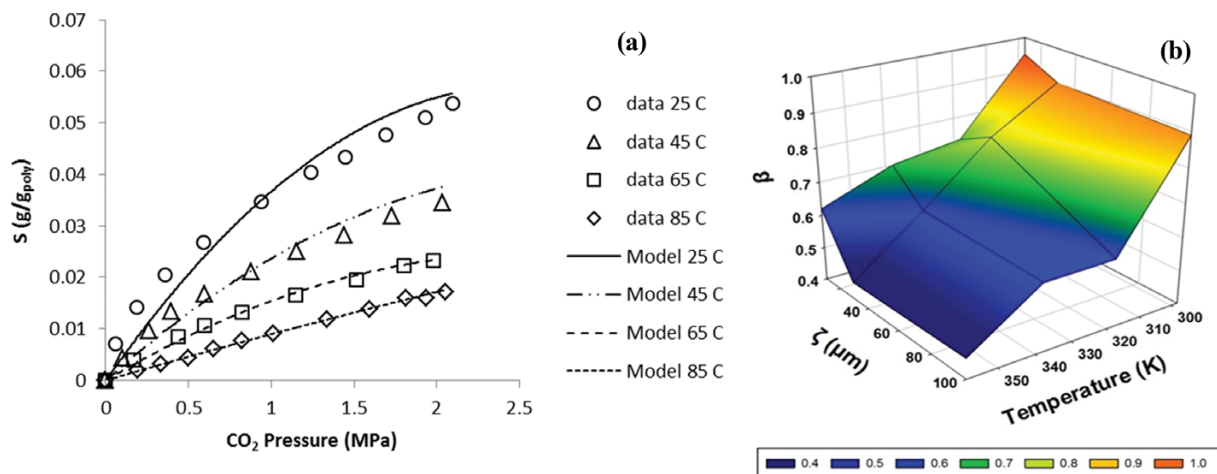 (a)
0.07
0.06
0.05
0.04
0.03
0.02
0.01
0
S (g/gpoly)
0 0.5 1 1.5 2 2.5
CO2 Pressure (MPa)
data 25 C
data 45 C
data 65 C
data 85 C
Model 25 C
Model 45 C
Model 65 C
Model 85 C
(b)
1.0
0.9
0.8
0.7
0.6
0.5
0.4
β
40
60
80
100
ζ (μm)
350
340
330
320
310
300
Temperature (K)
0.4 0.5 0.6 0.7 0.8 0.9 1.0